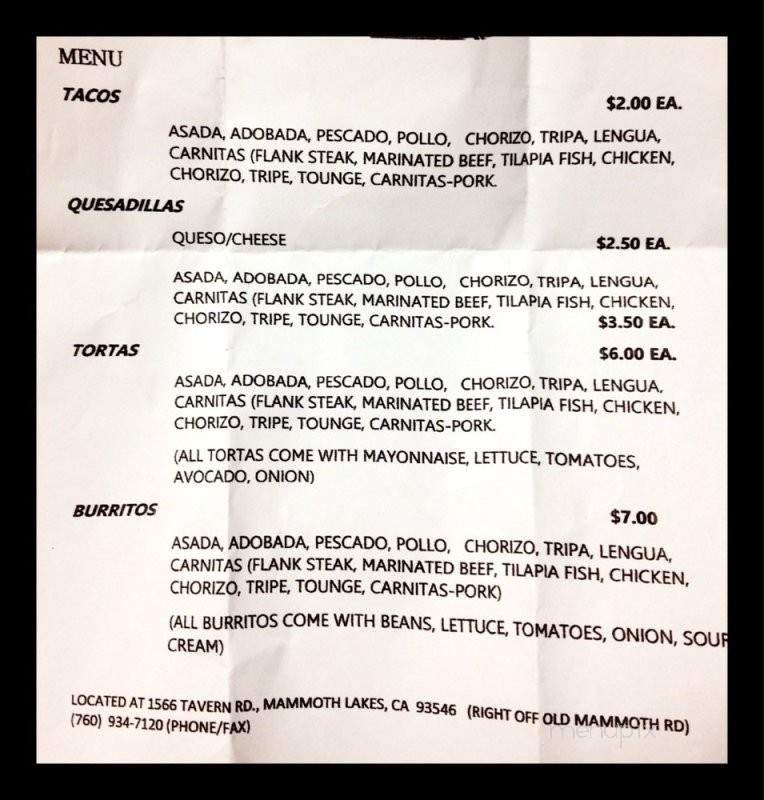 MENU
TACOS
$2.00 EA.
ASADA, ADOBADA, PESCADO, POLLO, CHORIZO, TRIPA, LENGUA,
CARNITAS (FLANK STEAK, MARINATED BEEF, TILAPIA FISH, CHICKEN,
CHORIZO, TRIPE, TOUNGE, CARNITAS-PORK.
QUESADILLAS
QUESO/CHEESE $2.50 EA.
ASADA, ADOBADA, PESCADO, POLLO, CHORIZO, TRIPA, LENGUA,
CARNITAS (FLANK STEAK, MARINATED BEEF, TILAPIA FISH, CHICKEN,
CHORIZO, TRIPE, TOUNGE, CARNITAS-PORK. $3.50 EA.
TORTAS $6.00 EA.
ASADA, ADOBADA, PESCADO, POLLO, CHORIZO, TRIPA, LENGUA,
CARNITAS (FLANK STEAK, MARINATED BEEF, TILAPIA FISH, CHICKEN,
CHORIZO, TRIPE, TOUNGE, CARNITAS-PORK.
(ALL TORTAS COME WITH MAYONNAISE, LETTUCE, TOMATOES,
AVOCADO, ONION)
BURRITOS $7.00
ASADA, ADOBADA, PESCADO, POLLO, CHORIZO, TRIPA, LENGUA,
CARNITAS (FLANK STEAK, MARINATED BEEF, TILAPIA FISH, CHICKEN,
CHORIZO, TRIPE, TOUNGE, CARNITAS-PORK)
(ALL BURRITOS COME WITH BEANS, LETTUCE, TOMATOES, ONION, SOUR
CREAM)
LOCATED AT 1566 TAVERN RD., MAMMOTH LAKES, CA 93546 (RIGHT OFF OLD MAMMOTH RD)
(760) 934-7120 (PHONE/FAX)
menupix